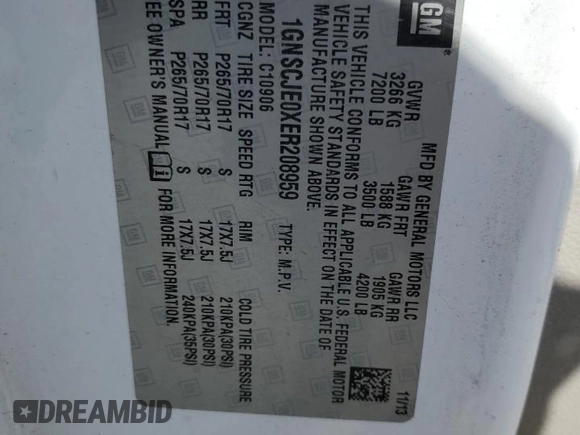 GM
MFD BY GENERAL MOTORS LLC
GVWR GAWR FRT GAWR RR
3266 KG 1588 KG 1905 KG
7200 LB 3500 LB 4200 LB
THIS VEHICLE CONFORMS TO ALL APPLICABLE U.S. FEDERAL MOTOR
VEHICLE SAFETY STANDARDS IN EFFECT ON THE DATE OF
MANUFACTURE SHOWN ABOVE.
11/13
1GNSCJE0XER208959 TYPE: M.P.V.
C10906
CGNZ TIRE SIZE SPEED RTG RIM COLD TIRE PRESSURE
FRT P265/70R17 S 17X7.5J 210KPA(30PSI)
RR P265/70R17 S 17X7.5J 210KPA(30PSI)
SPA P265/70R17 S 17X7.5J 240KPA(35PSI)
EE OWNER'S MANUAL FOR MORE INFORMATION.
DREAMBID